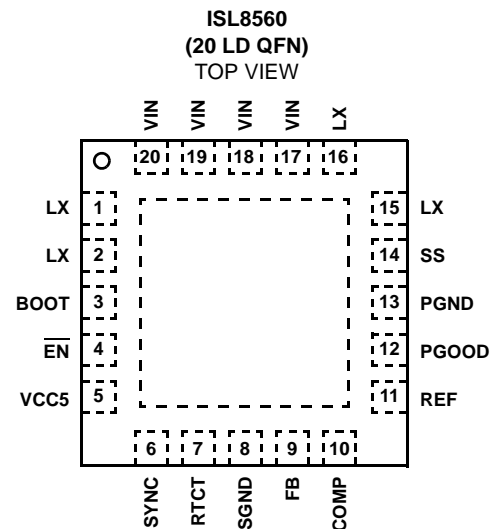 ISL8560
(20 LD QFN)
TOP VIEW
VIN VIN VIN VIN LX
20 19 18 17 16
LX 1 15 LX
LX 2 14 SS
BOOT 3 13 PGND
E̅N̅ 4 12 PGOOD
VCC5 5 11 REF
6 7 8 9 10
SYNC RTCT SGND FB COMP